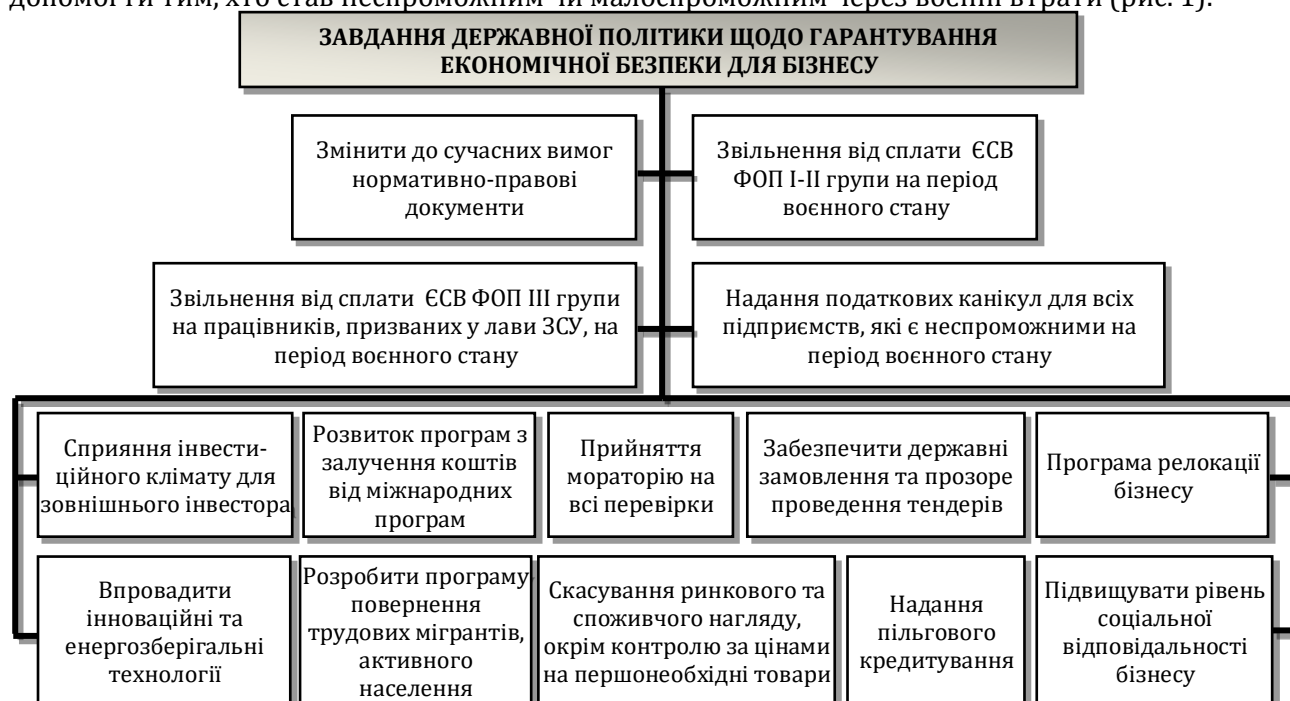 допомогти тим, хто став неспроможним чи малоспроможним через воєнні втрати (рис. 1).
ЗАВДАННЯ ДЕРЖАВНОЇ ПОЛІТИКИ ЩОДО ГАРАНТУВАННЯ
ЕКОНОМІЧНОЇ БЕЗПЕКИ ДЛЯ БІЗНЕСУ
Змінити до сучасних вимог
нормативно-правові
документи
Звільнення від сплати ЄСВ
ФОП І-ІІ групи на період
воєнного стану
Звільнення від сплати ЄСВ ФОП ІІІ групи
на працівників, призваних у лави ЗСУ, на
період воєнного стану
Надання податкових канікул для всіх
підприємств, які є неспроможними на
період воєнного стану
Сприяння інвести-
ційного клімату для
зовнішнього інвестора
Розвиток програм з
залучення коштів
від міжнародних
програм
Прийняття
мораторію на
всі перевірки
Забезпечити державні
замовлення та прозоре
проведення тендерів
Програма релокації
бізнесу
Впровадити
інноваційні та
енергозберігальні
технології
Розробити програму
повернення
трудових мігрантів,
активного
населення
Скасування ринкового та
споживчого нагляду,
окрім контролю за цінами
на першонеобхідні товари
Надання
пільгового
кредитування
Підвищувати рівень
соціальної
відповідальності
бізнесу